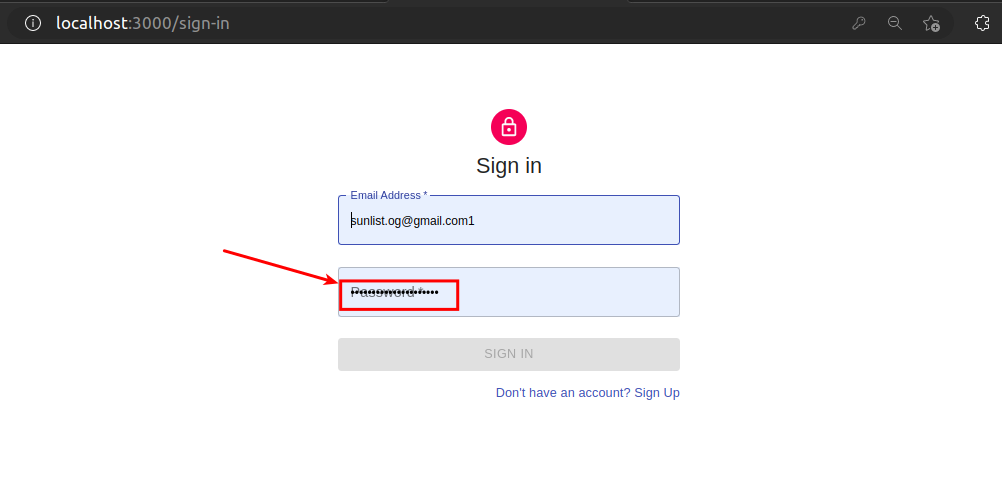 localhost:3000/sign-in
Sign in
Email Address *
sunlist.og@gmail.com1
Password *
SIGN IN
Don't have an account? Sign Up